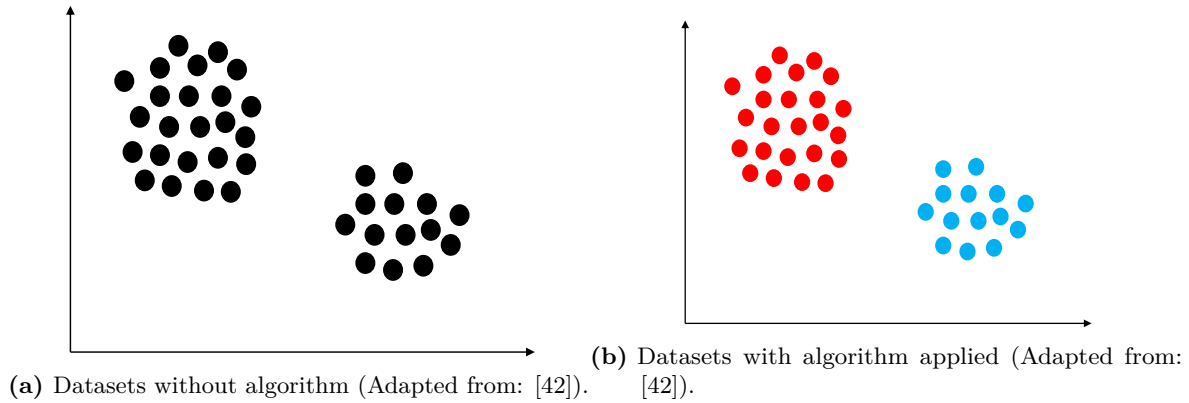 (a) Datasets without algorithm (Adapted from: [42]).
(b) Datasets with algorithm applied (Adapted from:
[42]).